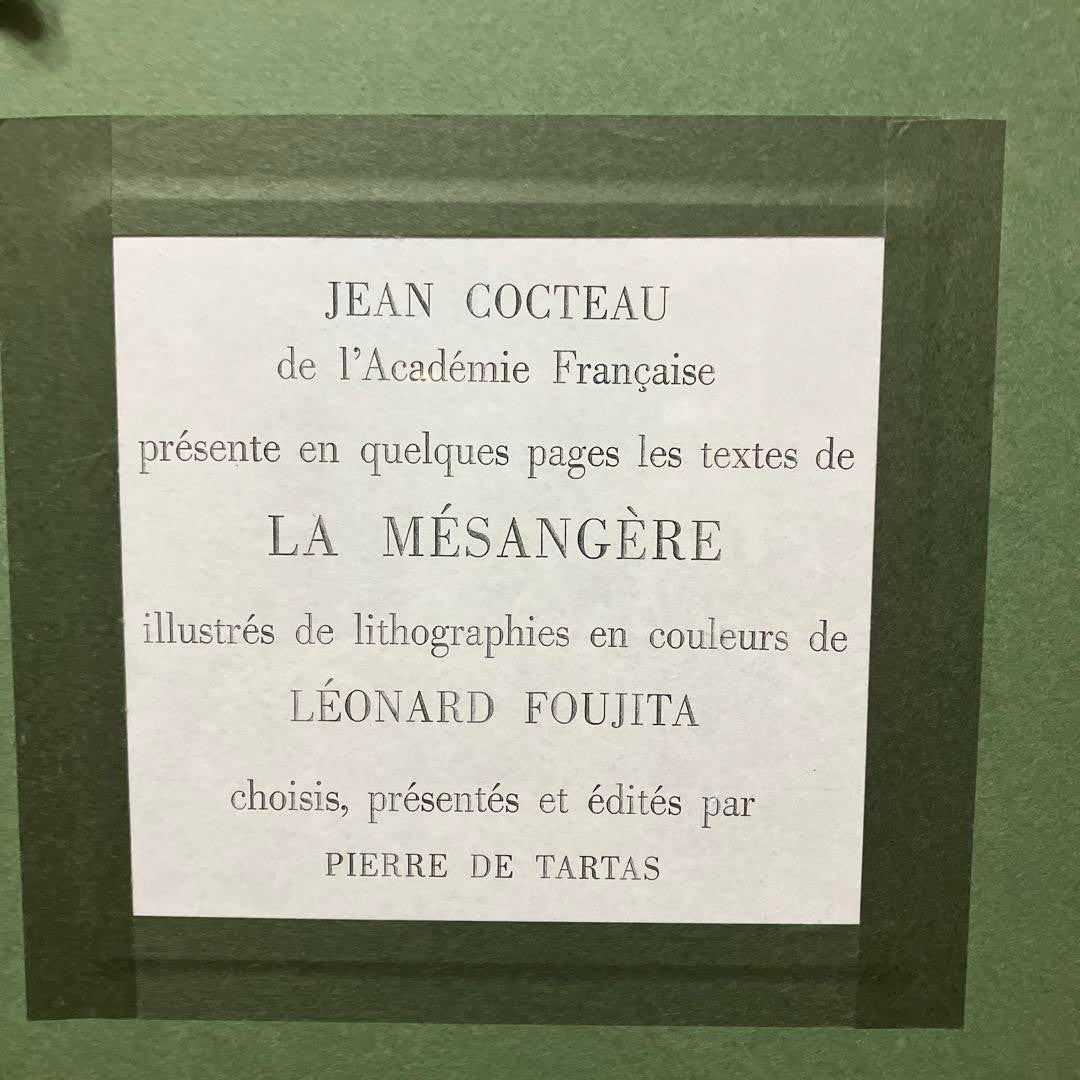 JEAN COCTEAU
de l'Académie Française
présente en quelques pages les textes de
LA MÉSANGÈRE
illustrés de lithographies en couleurs de
LÉONARD FOUJITA
choisis, présentés et édités par
PIERRE DE TARTAS